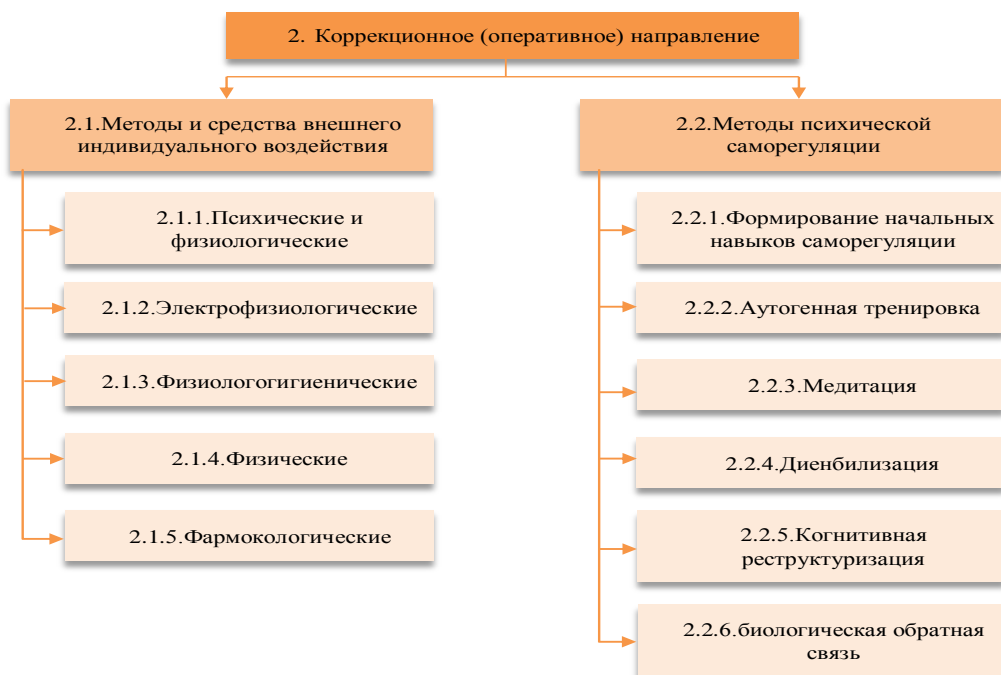 2. Коррекционное (оперативное) направление
2.1.Методы и средства внешнего
индивидуального воздействия
2.1.1.Психические и
физиологические
2.1.2.Электрофизиологические
2.1.3.Физиологогигиенические
2.1.4.Физические
2.1.5.Фармокологические
2.2.Методы психической
саморегуляции
2.2.1.Формирование начальных
навыков саморегуляции
2.2.2.Аутогенная тренировка
2.2.3.Медитация
2.2.4.Диенбилизация
2.2.5.Когнитивная
реструктуризация
2.2.6.биологическая обратная
связь